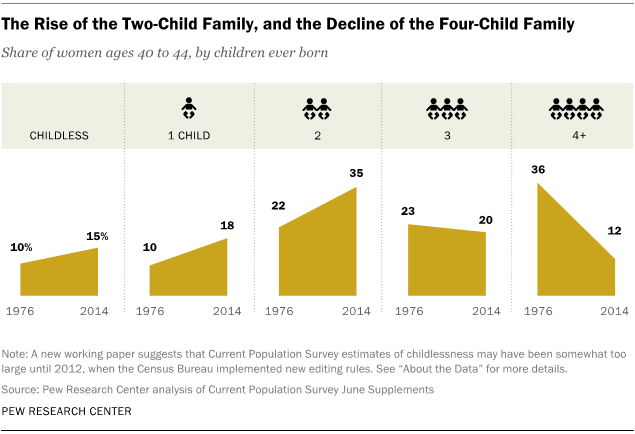 The Rise of the Two-Child Family, and the Decline of the Four-Child Family
Share of women ages 40 to 44, by children ever born
CHILDLESS
1 CHILD
2
3
4+
10%
15%
1976
2014
10
18
1976
2014
22
35
1976
2014
23
20
1976
2014
36
12
1976
2014
Note: A new working paper suggests that Current Population Survey estimates of childlessness may have been somewhat too
large until 2012, when the Census Bureau implemented new editing rules. See “About the Data” for more details.
Source: Pew Research Center analysis of Current Population Survey June Supplements
PEW RESEARCH CENTER